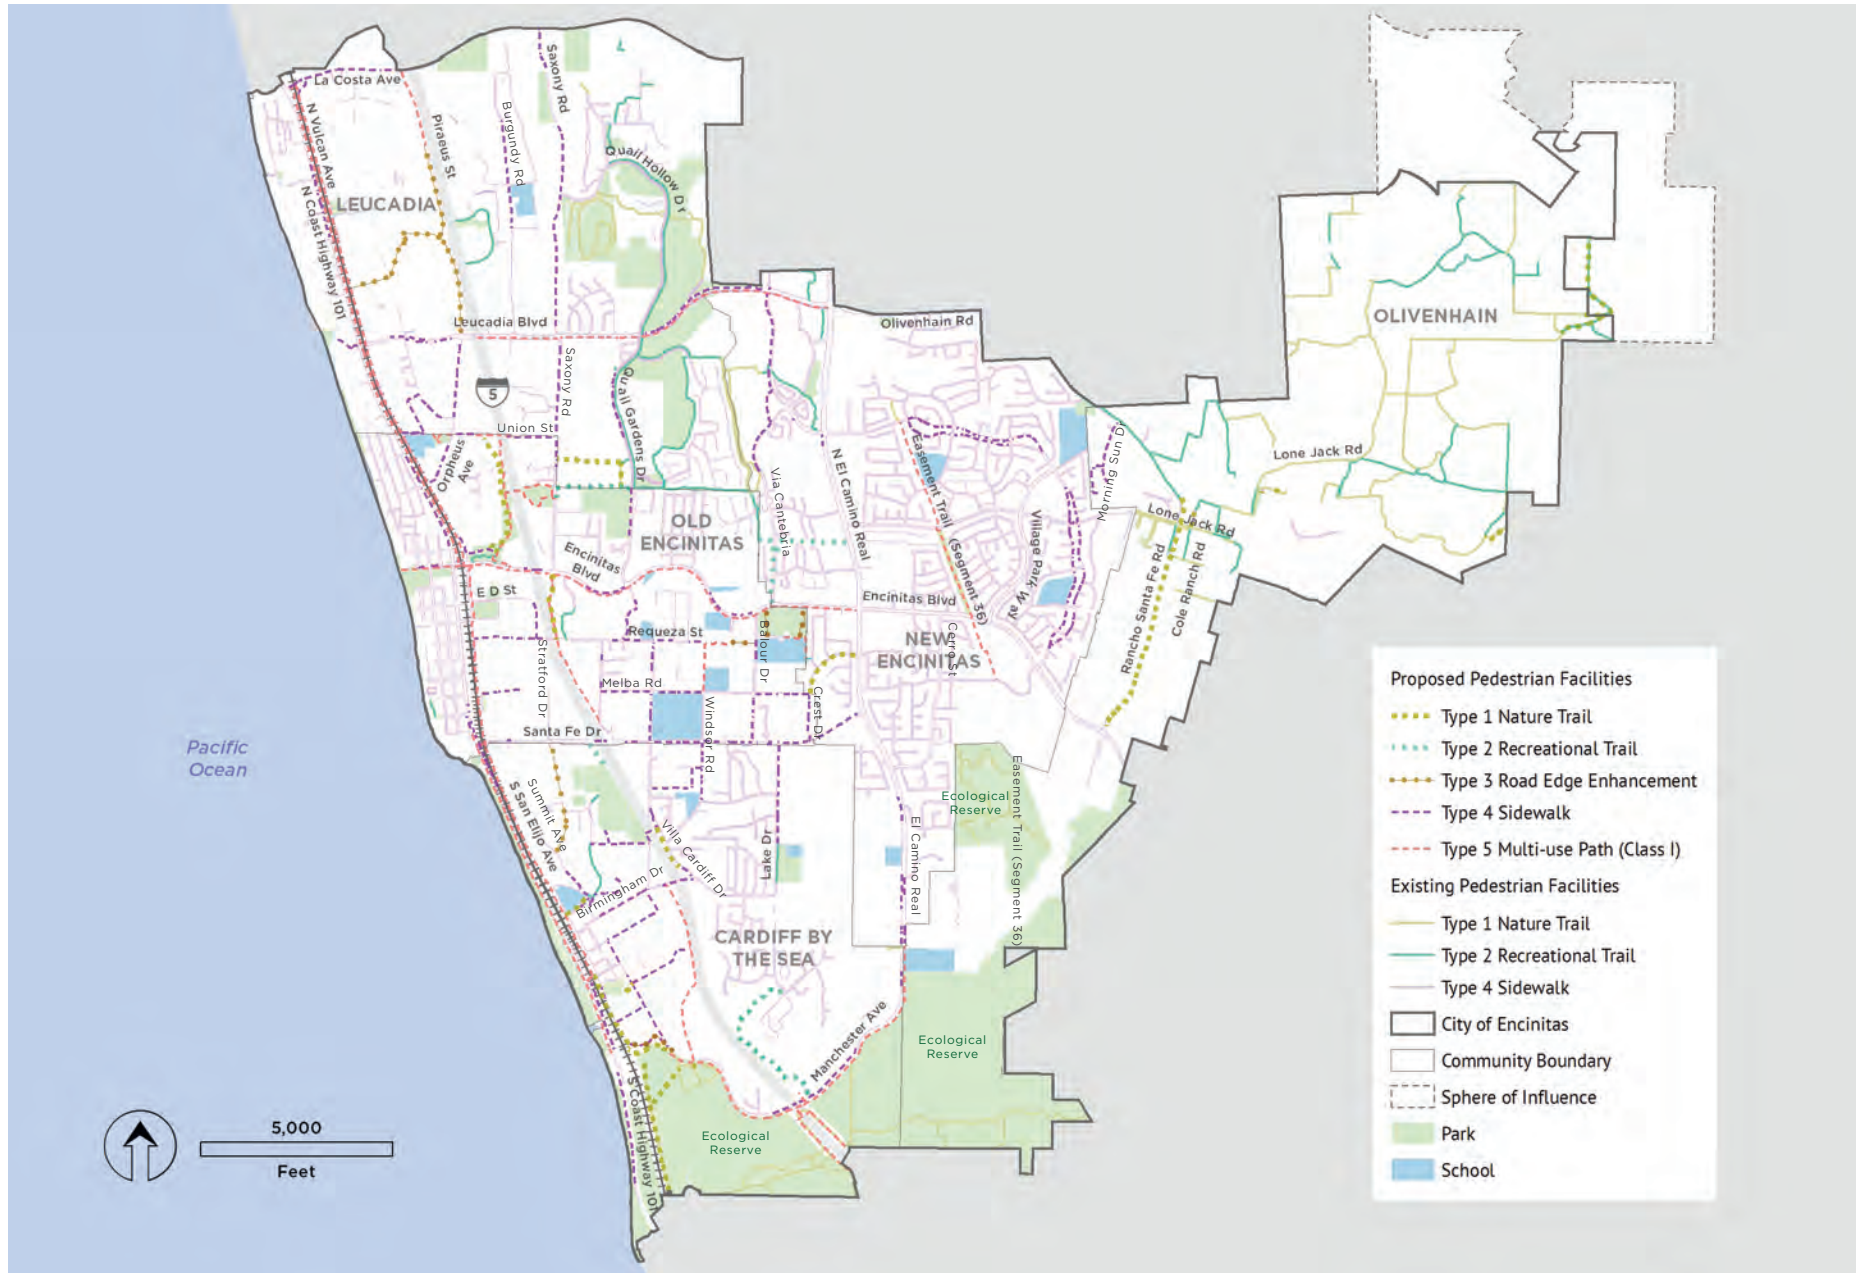 La Costa Ave
Saxony Rd
N Vulcan Ave
Piraeus St
Burgundy Rd
Quail Hollow Dr
LEUCADIA
N Coast Highway 101
Leucadia Blvd
Olivenhain Rd
OLIVENHAIN
5
Saxony Rd
Quail Gardens Dr
Union St
Orpheus
Ave
Via Cantebria
N El Camino Real
Easement Trail (Segment 36)
Village Park Way
Morning Sun Dr
Lone Jack Rd
Lone Jack Rd
OLD
ENCINITAS
Encinitas
Blvd
E D St
Encinitas Blvd
Rancho Santa Fe Rd
Cole Ranch Rd
Requeza St
Balour Dr
NEW
ENCINITAS
Cerro St
Stratford Dr
Melba Rd
Windsor Rd
Crest Dr
Santa Fe Dr
Pacific
Ocean
S San Elijo Ave
Summit Ave
Villa Cardiff Dr
Lake Dr
El Camino Real
Ecological
Reserve
Easement Trail (Segment 36)
Birmingham Dr
CARDIFF BY
THE SEA
Manchester Ave
Ecological
Reserve
S Coast Highway 101
Ecological
Reserve
5,000
Feet
Proposed Pedestrian Facilities
Type 1 Nature Trail
Type 2 Recreational Trail
Type 3 Road Edge Enhancement
Type 4 Sidewalk
Type 5 Multi-use Path (Class I)
Existing Pedestrian Facilities
Type 1 Nature Trail
Type 2 Recreational Trail
Type 4 Sidewalk
City of Encinitas
Community Boundary
Sphere of Influence
Park
School